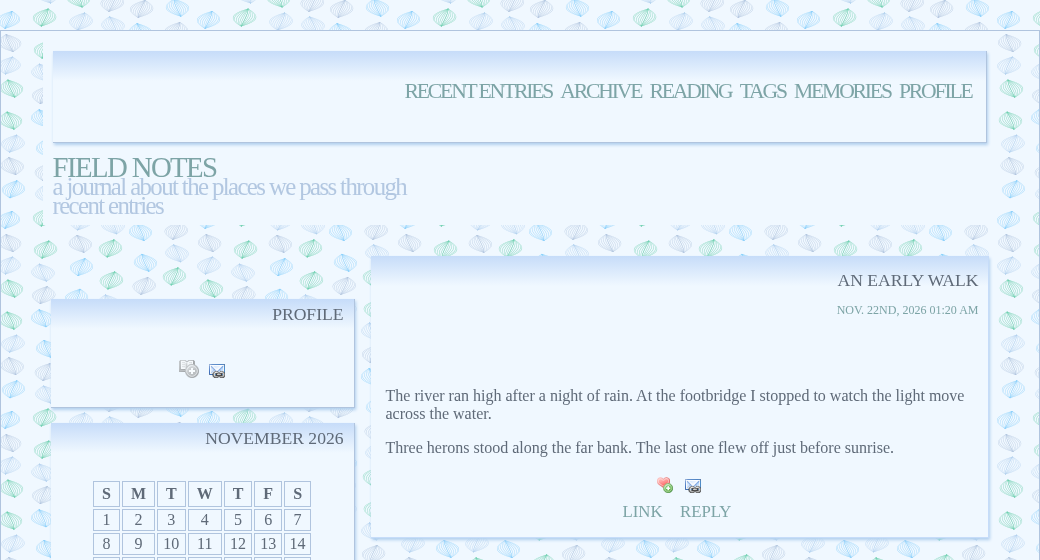 RECENT ENTRIES ARCHIVE READING TAGS MEMORIES PROFILE
FIELD NOTES
a journal about the places we pass through
recent entries
PROFILE
NOVEMBER 2026
S M T W T F S
1 2 3 4 5 6 7
8 9 10 11 12 13 14
AN EARLY WALK
NOV. 22ND, 2026 01:20 AM
The river ran high after a night of rain. At the footbridge I stopped to watch the light move
across the water.
Three herons stood along the far bank. The last one flew off just before sunrise.
LINK REPLY